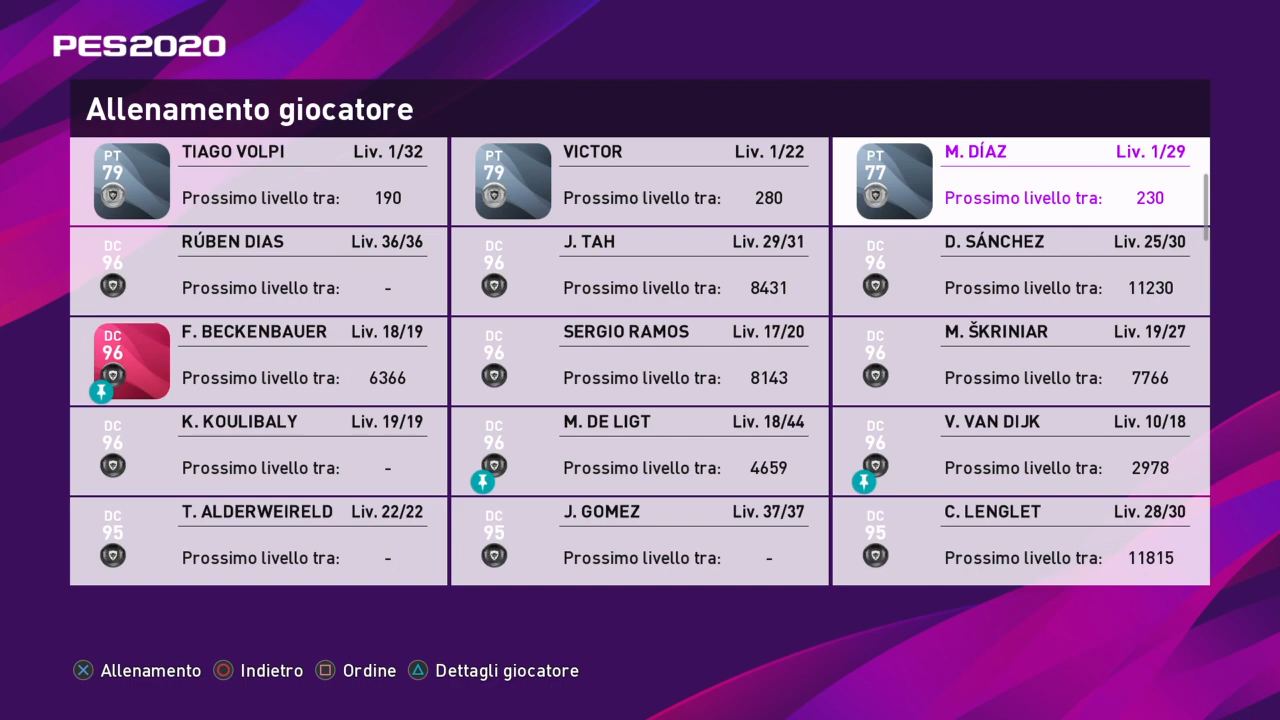 PES2020
Allenamento giocatore
PT 79 TIAGO VOLPI Liv. 1/32
Prossimo livello tra: 190
PT 79 VICTOR Liv. 1/22
Prossimo livello tra: 280
PT 77 M. DÍAZ Liv. 1/29
Prossimo livello tra: 230
DC 96 RÚBEN DIAS Liv. 36/36
Prossimo livello tra: -
DC 96 J. TAH Liv. 29/31
Prossimo livello tra: 8431
DC 96 D. SÁNCHEZ Liv. 25/30
Prossimo livello tra: 11230
DC 96 F. BECKENBAUER Liv. 18/19
Prossimo livello tra: 6366
DC 96 SERGIO RAMOS Liv. 17/20
Prossimo livello tra: 8143
DC 96 M. ŠKRINIAR Liv. 19/27
Prossimo livello tra: 7766
DC 96 K. KOULIBALY Liv. 19/19
Prossimo livello tra: -
DC 96 M. DE LIGT Liv. 18/44
Prossimo livello tra: 4659
DC 96 V. VAN DIJK Liv. 10/18
Prossimo livello tra: 2978
DC 95 T. ALDERWEIRELD Liv. 22/22
Prossimo livello tra: -
DC 95 J. GOMEZ Liv. 37/37
Prossimo livello tra: -
DC 95 C. LENGLET Liv. 28/30
Prossimo livello tra: 11815
Allenamento Indietro Ordine Dettagli giocatore